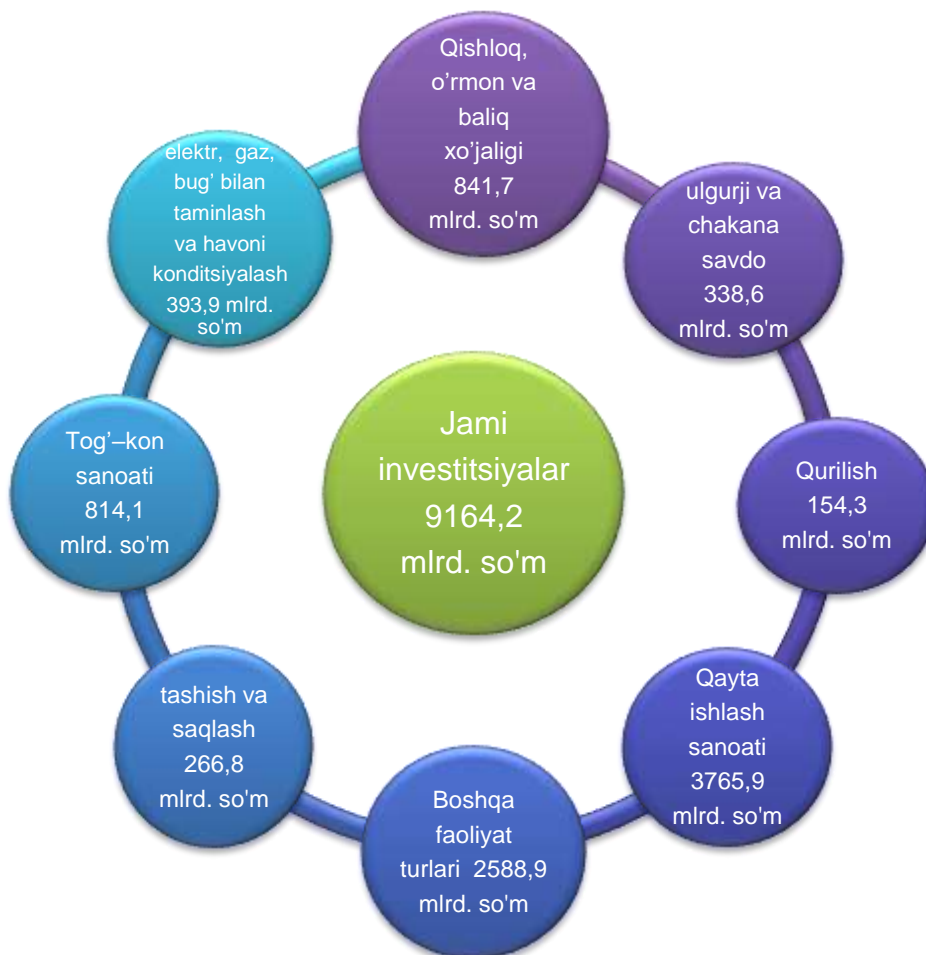 Qishloq,
o’rmon va
baliq
xo’jaligi
841,7
mlrd. so'm
ulgurji va
chakana
savdo
338,6
mlrd. so'm
Qurilish
154,3
mlrd. so'm
Qayta
ishlash
sanoati
3765,9
mlrd. so'm
Boshqa
faoliyat
turlari 2588,9
mlrd. so'm
tashish va
saqlash
266,8
mlrd. so'm
Tog’–kon
sanoati
814,1
mlrd. so'm
elektr, gaz,
bug’ bilan
taminlash
va havoni
konditsiyalash
393,9 mlrd.
so'm
Jami
investitsiyalar
9164,2
mlrd. so'm